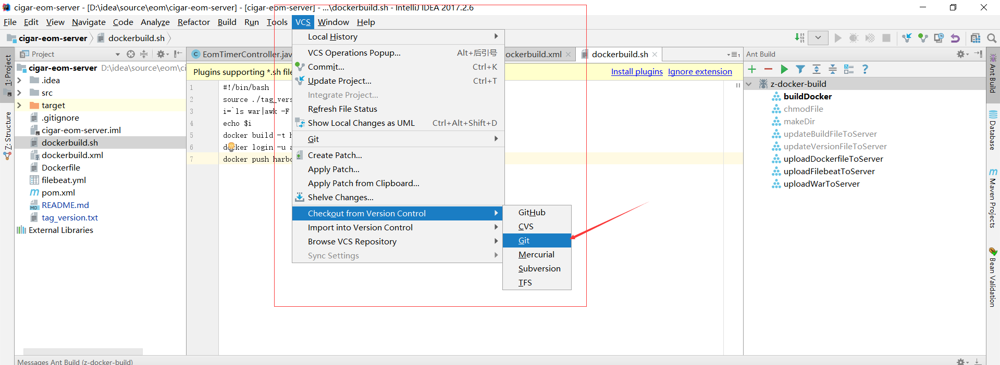 cigar-eom-server - [D:\idea\source\eom\cigar-eom-server] - [cigar-eom-server] - ...\dockerbuild.sh - IntelliJ IDEA 2017.2.6
File Edit View Navigate Code Analyze Refactor Build Run Tools VCS Window Help
cigar-eom-server dockerbuild.sh
Project
EomTimerController.jav
ockerbuild.xml
dockerbuild.sh
Ant Build
1: Project
Z: Structure
cigar-eom-server D:\idea\source\eom\ci
.idea
src
target
.gitignore
cigar-eom-server.iml
dockerbuild.sh
dockerbuild.xml
Dockerfile
filebeat.yml
pom.xml
README.md
tag_version.txt
External Libraries
Plugins supporting *.sh file
Install plugins Ignore extension
1 #!/bin/bash
2 source ./tag_vers
3 i=`ls war|awk -F
4 echo $i
5 docker build -t h
6 docker login -u a
7 docker push harbo
Local History
VCS Operations Popup... Alt+后引号
Commit... Ctrl+K
Update Project... Ctrl+T
Integrate Project...
Refresh File Status
Show Local Changes as UML Ctrl+Alt+Shift+D
Git
Create Patch...
Apply Patch...
Apply Patch from Clipboard...
Shelve Changes...
Checkout from Version Control
Import into Version Control
Browse VCS Repository
Sync Settings
GitHub
CVS
Git
Mercurial
Subversion
TFS
z-docker-build
buildDocker
chmodFile
makeDir
updateBuildFileToServer
updateVersionFileToServer
uploadDockerfileToServer
uploadFilebeatToServer
uploadWarToServer
Ant Build
Database
Maven Projects
Bean Validation
Messages Ant Build (z-docker-build)